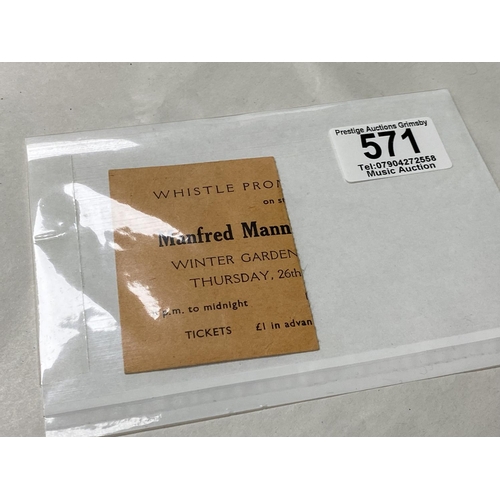 Prestige Auctions Grimsby
571
Tel:07904272558
Music Auction
WHISTLE PROM
on st
Manfred Mann
WINTER GARDEN
THURSDAY, 26th
p.m. to midnight
TICKETS £1 in advan